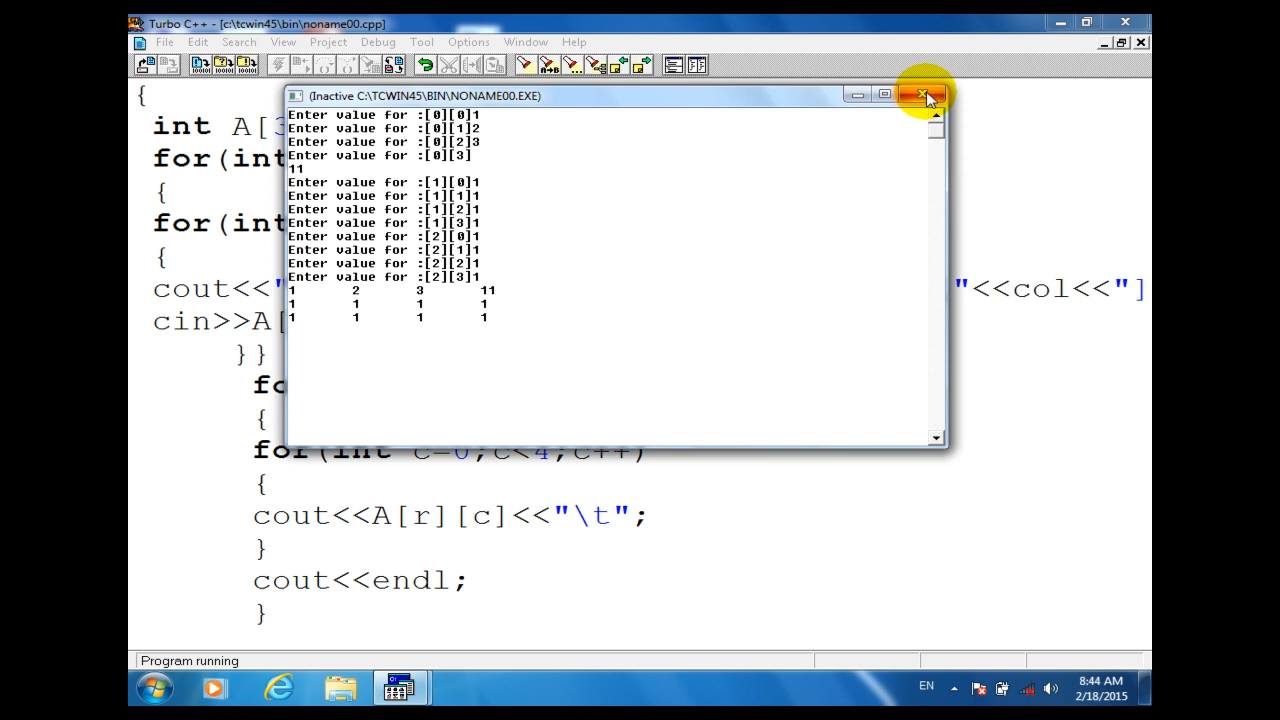 Turbo C++ - [c:\tcwin45\bin\noname00.cpp]
File Edit Search View Project Debug Tool Options Window Help
{
int A[3
for(int
{
for(int
{
cout<<" "<<col<<"]
cin>>A[
}}
fo
{
for(int c=0;c<4;c++)
{
cout<<A[r][c]<<"\t";
}
cout<<endl;
}
(Inactive C:\TCWIN45\BIN\NONAME00.EXE)
Enter value for :[0][0]1
Enter value for :[0][1]2
Enter value for :[0][2]3
Enter value for :[0][3]
11
Enter value for :[1][0]1
Enter value for :[1][1]1
Enter value for :[1][2]1
Enter value for :[1][3]1
Enter value for :[2][0]1
Enter value for :[2][1]1
Enter value for :[2][2]1
Enter value for :[2][3]1
1 2 3 11
1 1 1 1
1 1 1 1
Program running
EN
8:44 AM
2/18/2015